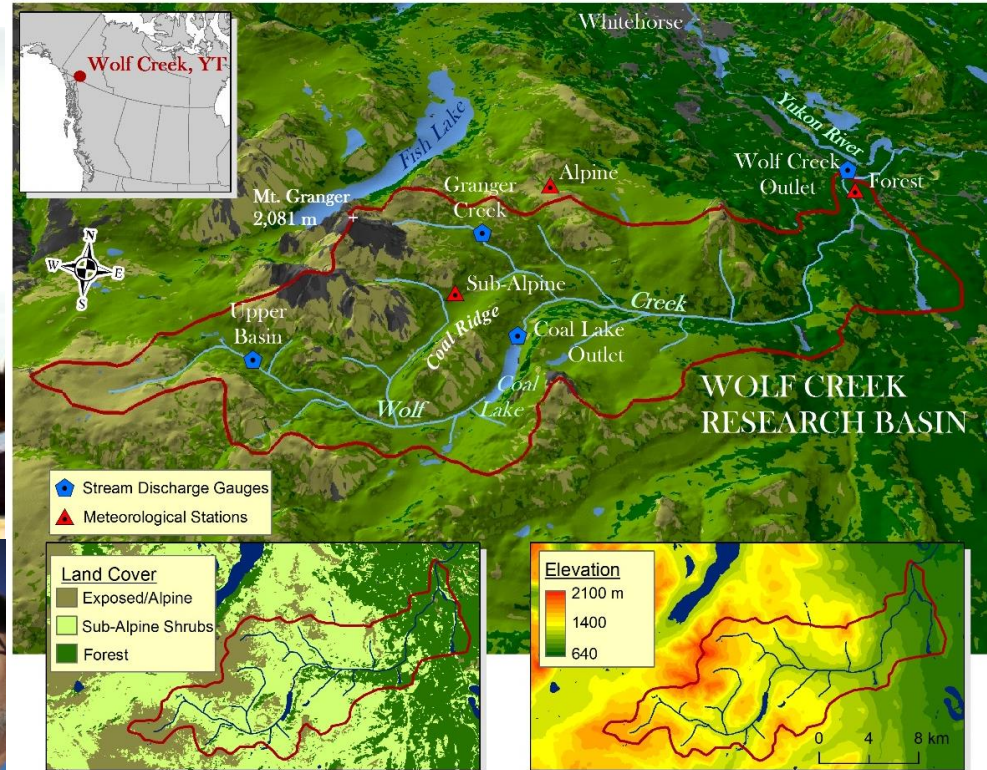 Wolf Creek, YT
Whitehorse
Fish Lake
Yukon River
Wolf Creek
Outlet
Forest
Alpine
Mt. Granger
2,081 m
Granger
Creek
N
W
E
S
Sub-Alpine
Coal Ridge
Creek
Upper
Basin
Coal Lake
Outlet
Coal
Lake
Wolf
WOLF CREEK
RESEARCH BASIN
Stream Discharge Gauges
Meteorological Stations
Land Cover
Exposed/Alpine
Sub-Alpine Shrubs
Forest
Elevation
2100 m
1400
640
0 4 8 km